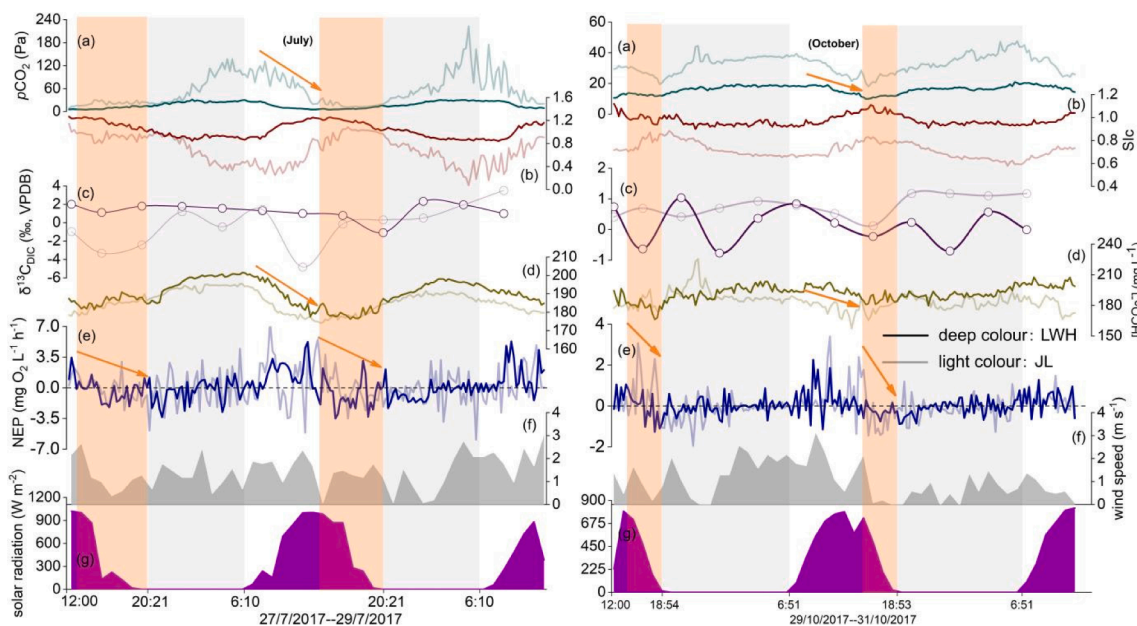 240
180
120
60
0
pCO₂ (Pa)
(a)
(July)
1.6
1.2
0.8
0.4
0.0
(b)
4
2
0
-2
-4
-6
δ¹³C_DIC (‰, VPDB)
(c)
210
200
190
180
170
160
(d)
7.0
3.5
0.0
-3.5
-7.0
NEP (mg O₂ L⁻¹ h⁻¹)
(e)
4
3
2
1
0
(f)
1200
900
600
300
0
solar radiation (W m⁻²)
(g)
12:00 20:21 6:10 20:21 6:10
27/7/2017--29/7/2017
60
40
20
0
(a)
(October)
1.2
1.0
0.8
0.6
0.4
SIc
(b)
2
1
0
-1
(c)
240
210
180
150
[HCO₃⁻] (mg L⁻¹)
(d)
4
2
0
-2
(e)
deep colour: LWH
light colour: JL
4
3
2
1
0
wind speed (m s⁻¹)
(f)
900
675
450
225
0
(g)
12:00 18:54 6:51 18:53 6:51
29/10/2017--31/10/2017